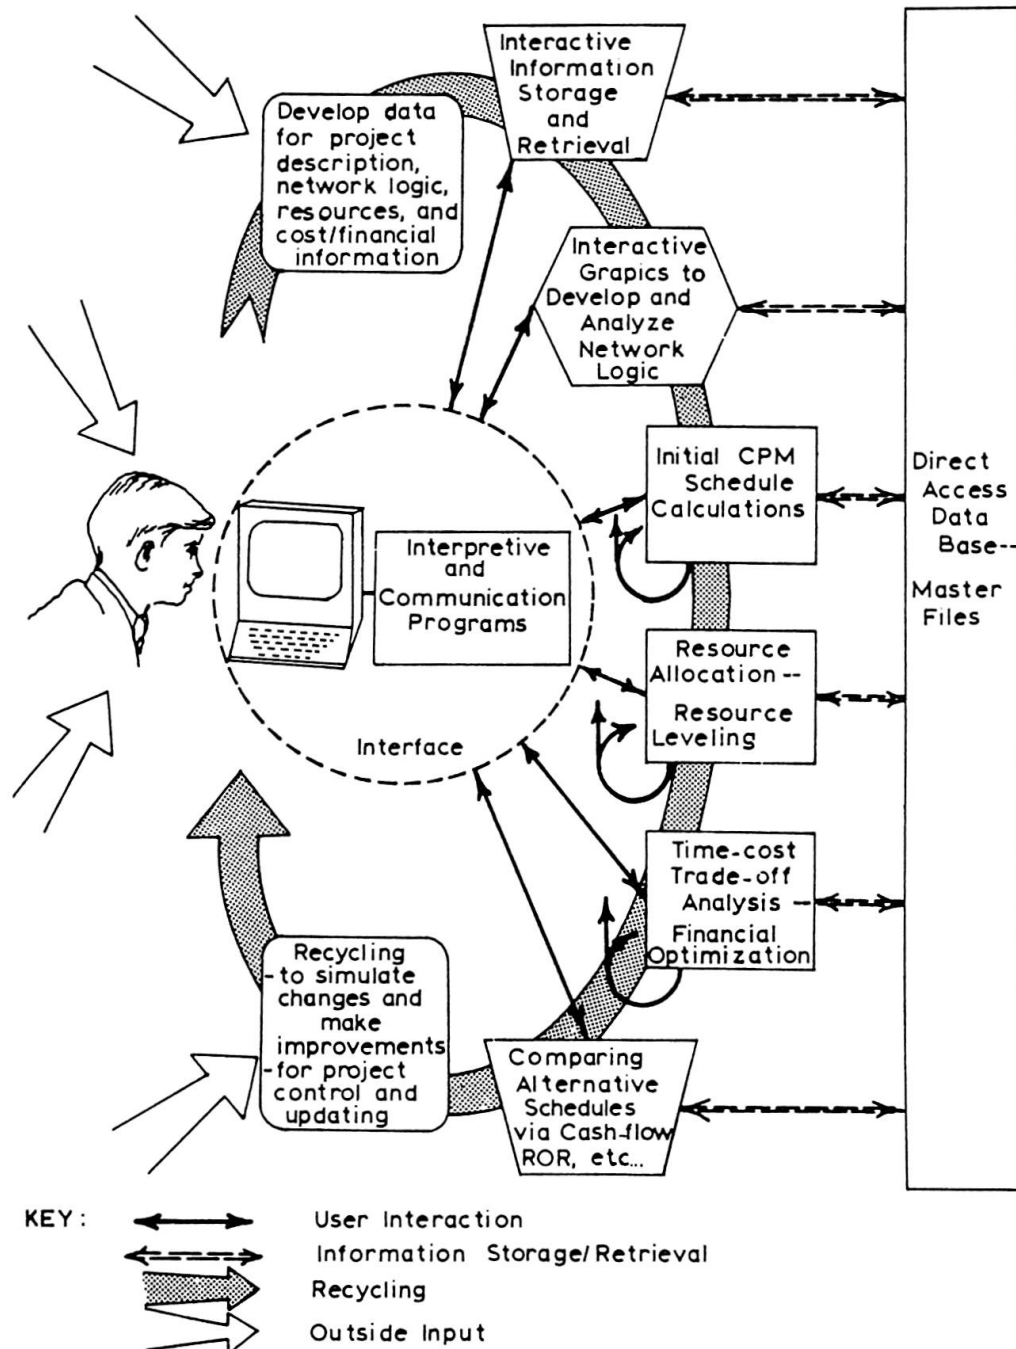 Interactive
Information
Storage
and
Retrieval
Develop data
for project
description,
network logic,
resources, and
cost/financial
information
Interactive
Grapics to
Develop and
Analyze
Network
Logic
Initial CPM
Schedule
Calculations
Direct
Access
Data
Base--
Master
Files
Interpretive
and
Communication
Programs
Interface
Resource
Allocation--
Resource
Leveling
Time-cost
Trade-off
Analysis--
Financial
Optimization
Recycling
-to simulate
changes and
make
improvements
-for project
control and
updating
Comparing
Alternative
Schedules
via Cash-flow
ROR, etc...
KEY:
User Interaction
Information Storage/Retrieval
Recycling
Outside Input